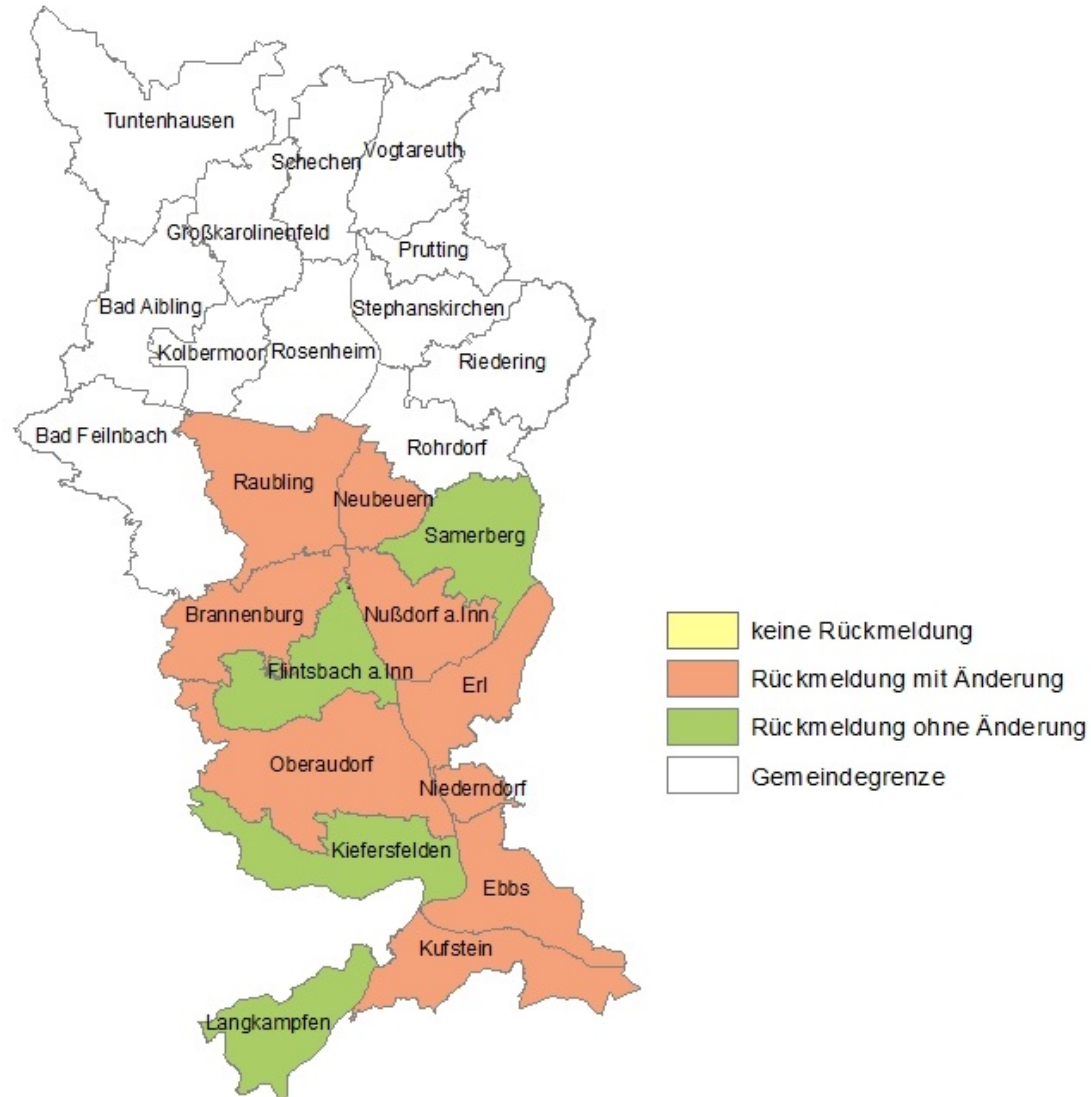 Tuntenhausen
Schechen
Vogtareuth
Großkarolinenfeld
Prutting
Bad Aibling
Stephanskirchen
Kolbermoor
Rosenheim
Riedering
Bad Feilnbach
Rohrdorf
Raubling
Neubeuern
Samerberg
Brannenburg
Nußdorf a.Inn
Flintsbach a.Inn
Erl
Oberaudorf
Niederndorf
Kiefersfelden
Ebbs
Kufstein
Langkampfen
keine Rückmeldung
Rückmeldung mit Änderung
Rückmeldung ohne Änderung
Gemeindegrenze